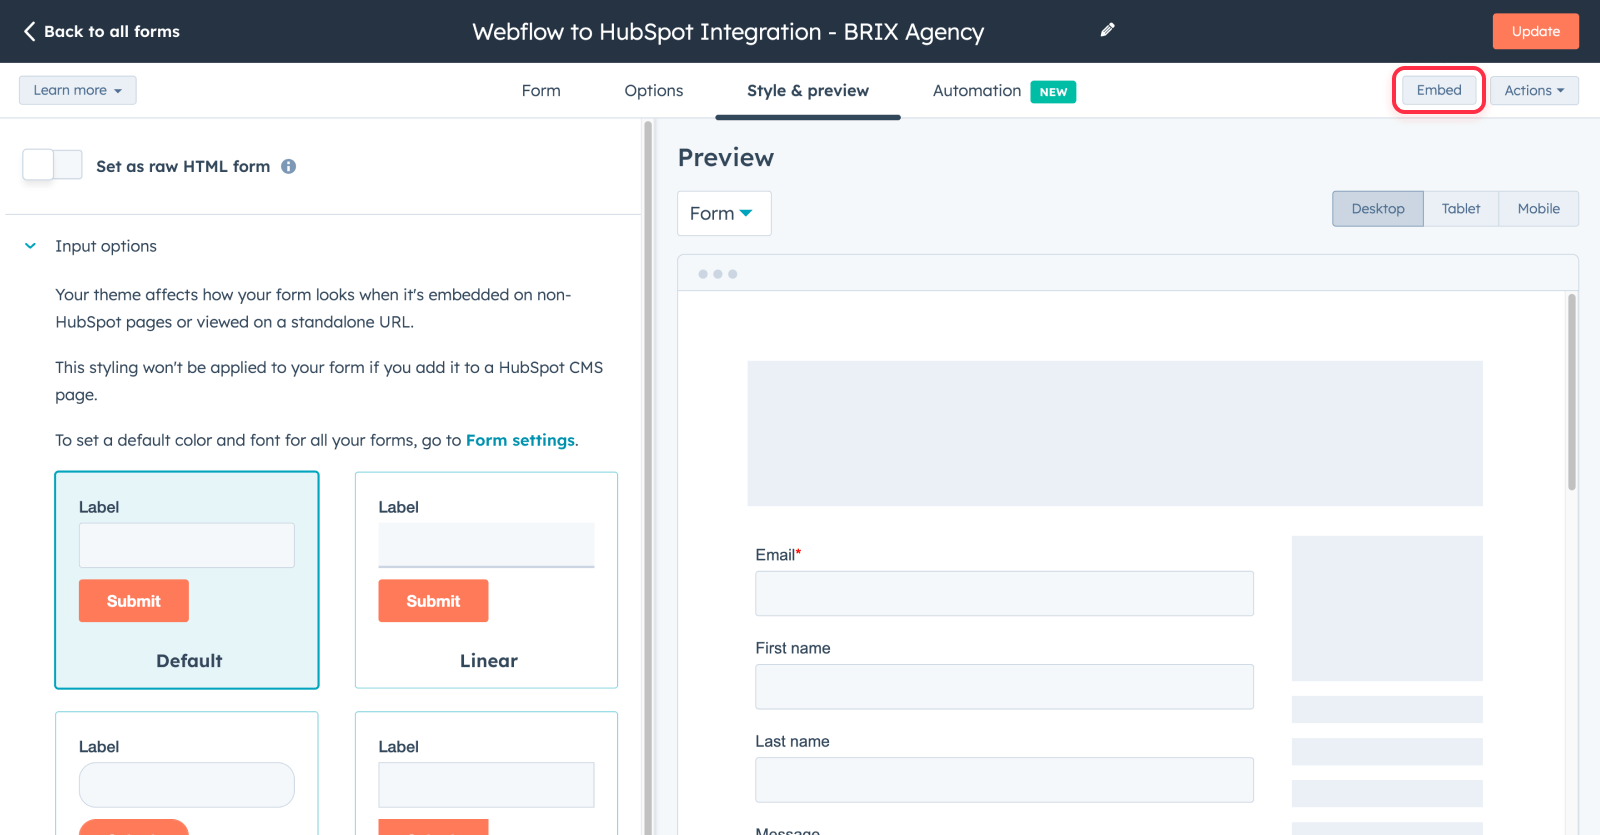 Back to all forms
Webflow to HubSpot Integration - BRIX Agency
Update
Learn more
Form
Options
Style & preview
Automation NEW
Embed
Actions
Set as raw HTML form
Input options
Your theme affects how your form looks when it's embedded on non-
HubSpot pages or viewed on a standalone URL.
This styling won't be applied to your form if you add it to a HubSpot CMS
page.
To set a default color and font for all your forms, go to Form settings.
Label
Submit
Default
Label
Submit
Linear
Label
Label
Preview
Form
Desktop
Tablet
Mobile
Email*
First name
Last name
Message